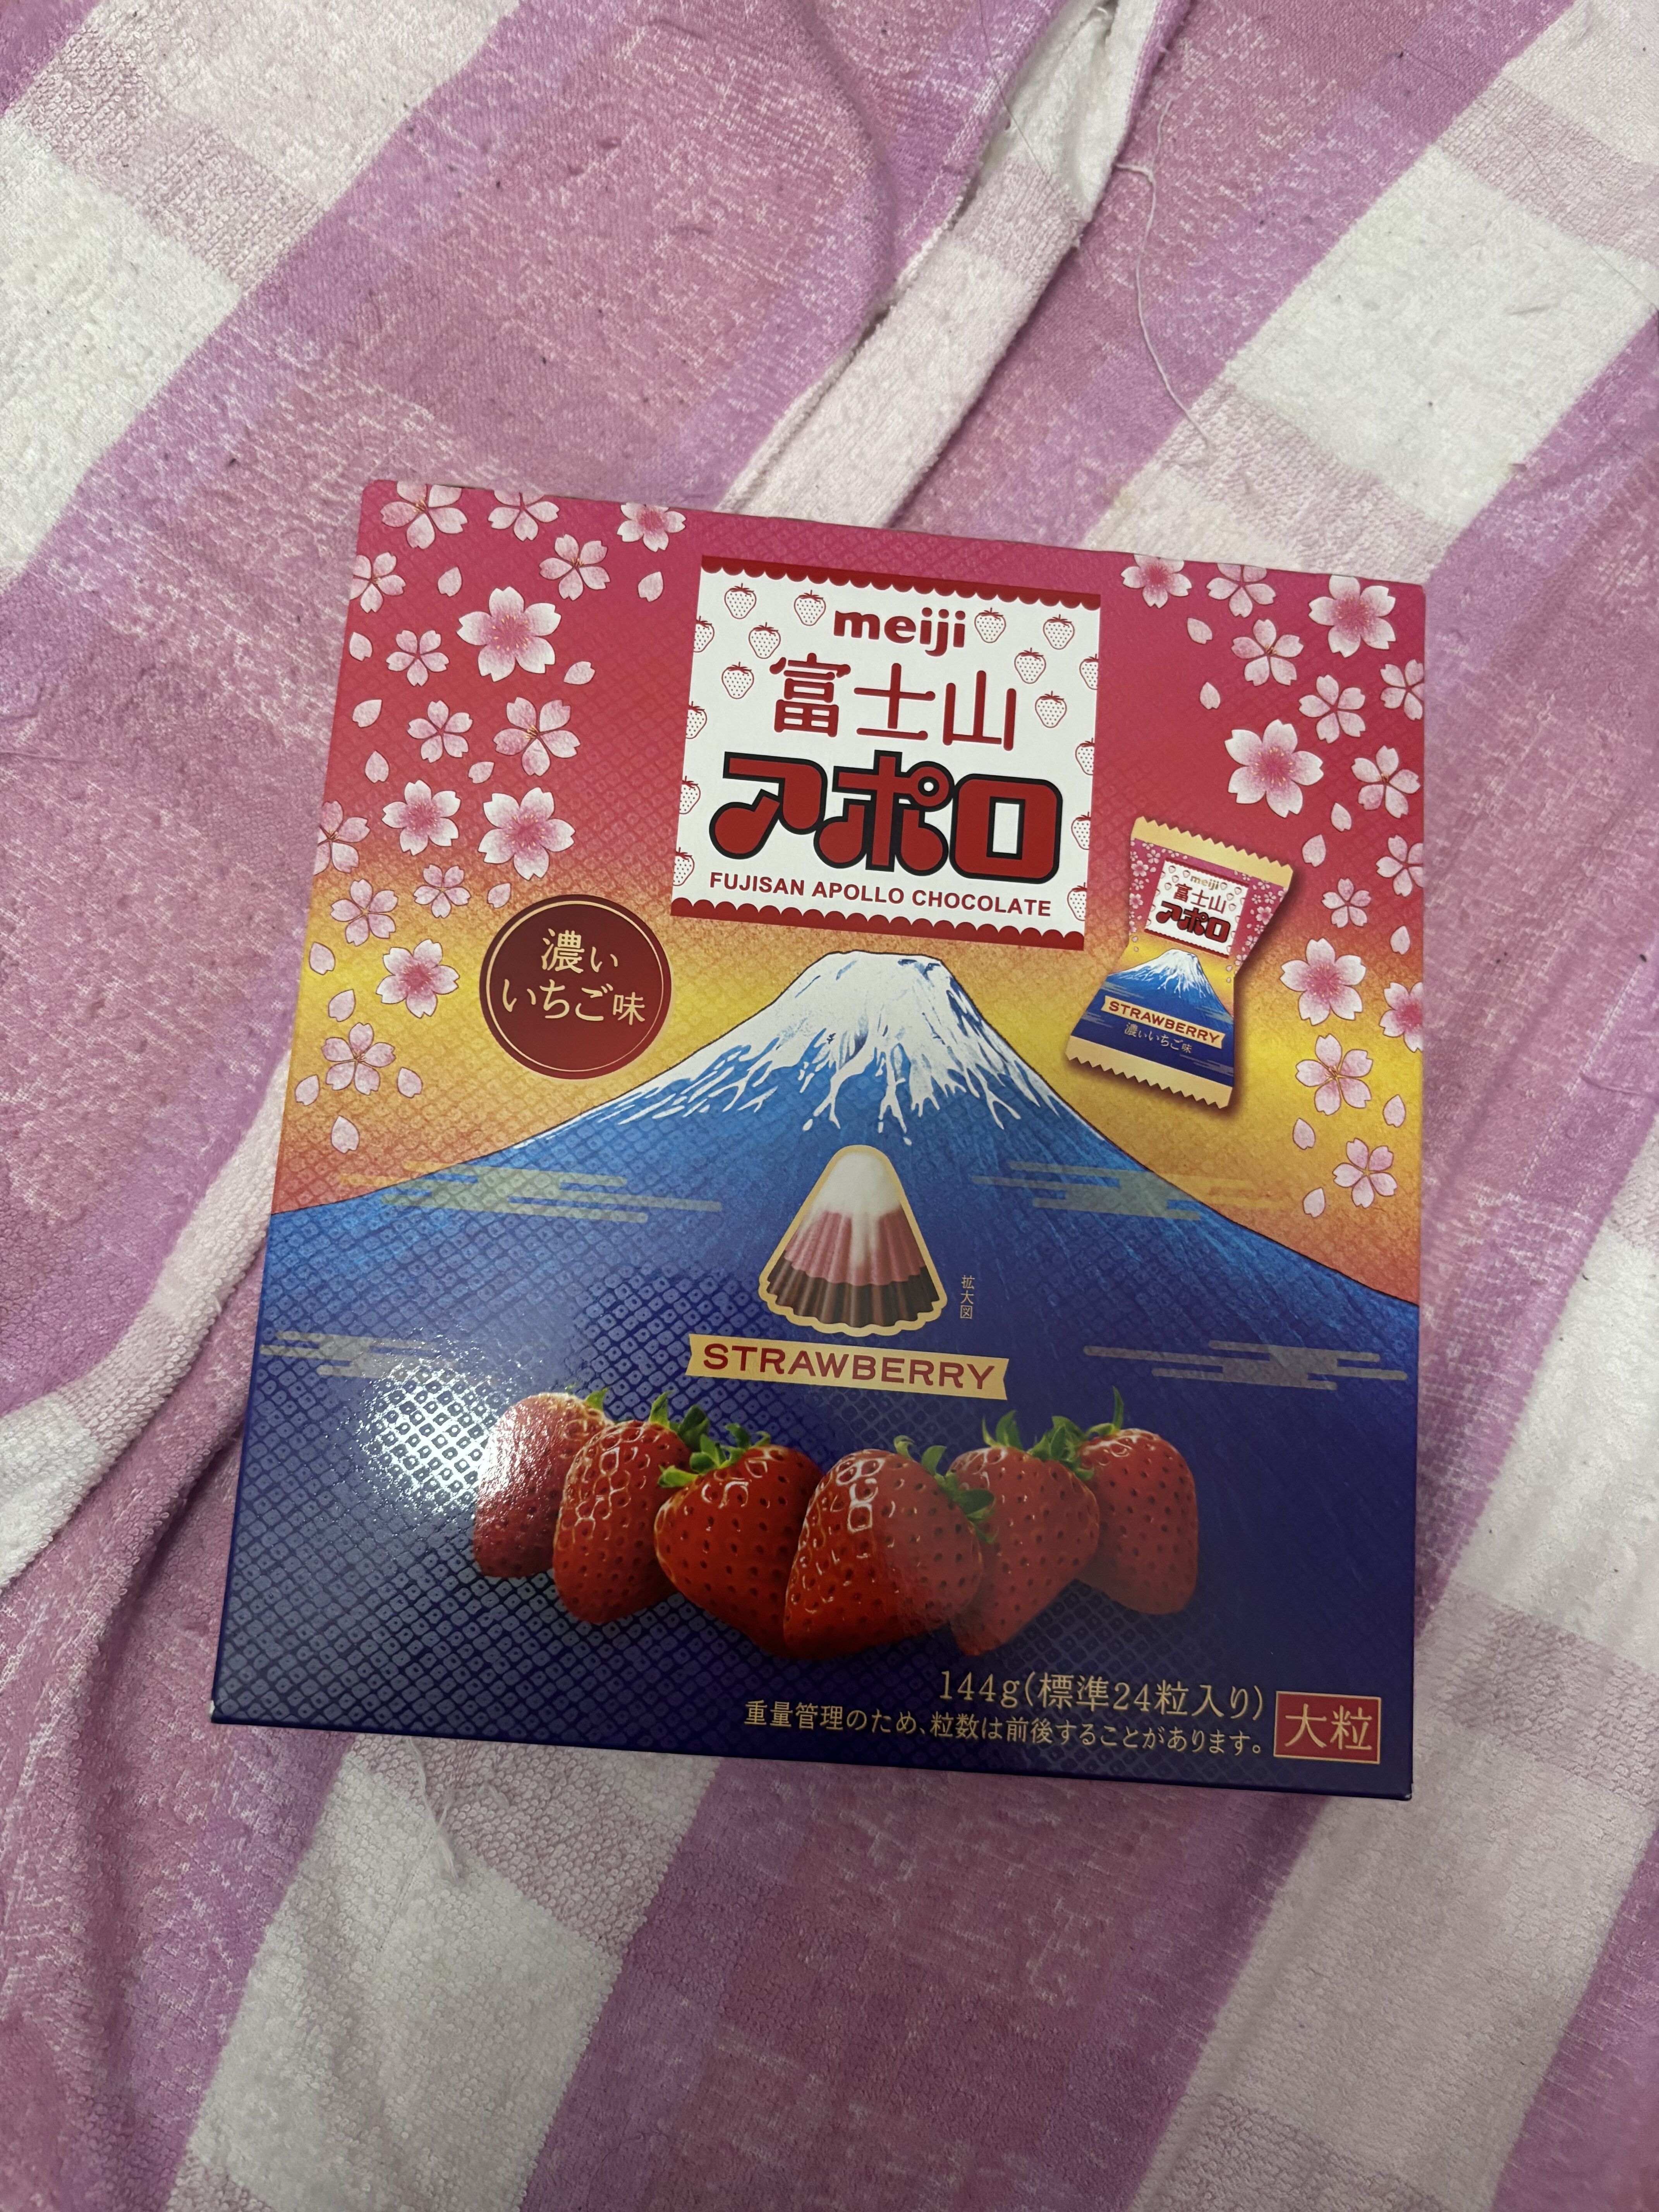 meiji
富士山
アポロ
FUJISAN APOLLO CHOCOLATE
濃い
いちご味
meiji
富士山
アポロ
STRAWBERRY
濃いいちご味
拡大図
STRAWBERRY
144g(標準24粒入り)
重量管理のため、粒数は前後することがあります。
大粒